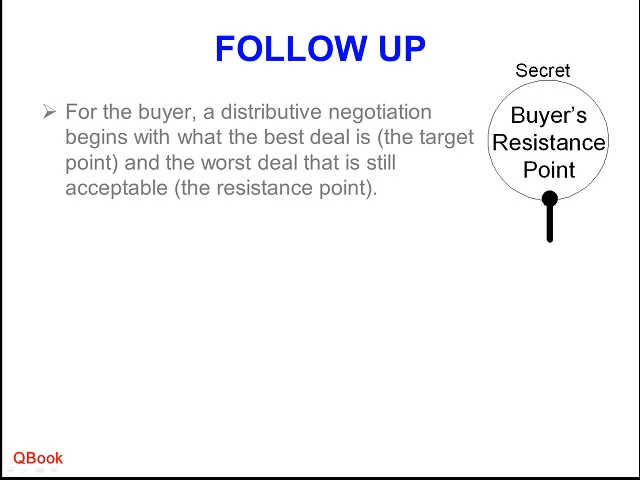 FOLLOW UP
Secret
➢ For the buyer, a distributive negotiation
begins with what the best deal is (the target
point) and the worst deal that is still
acceptable (the resistance point).
Buyer’s
Resistance
Point
QBook